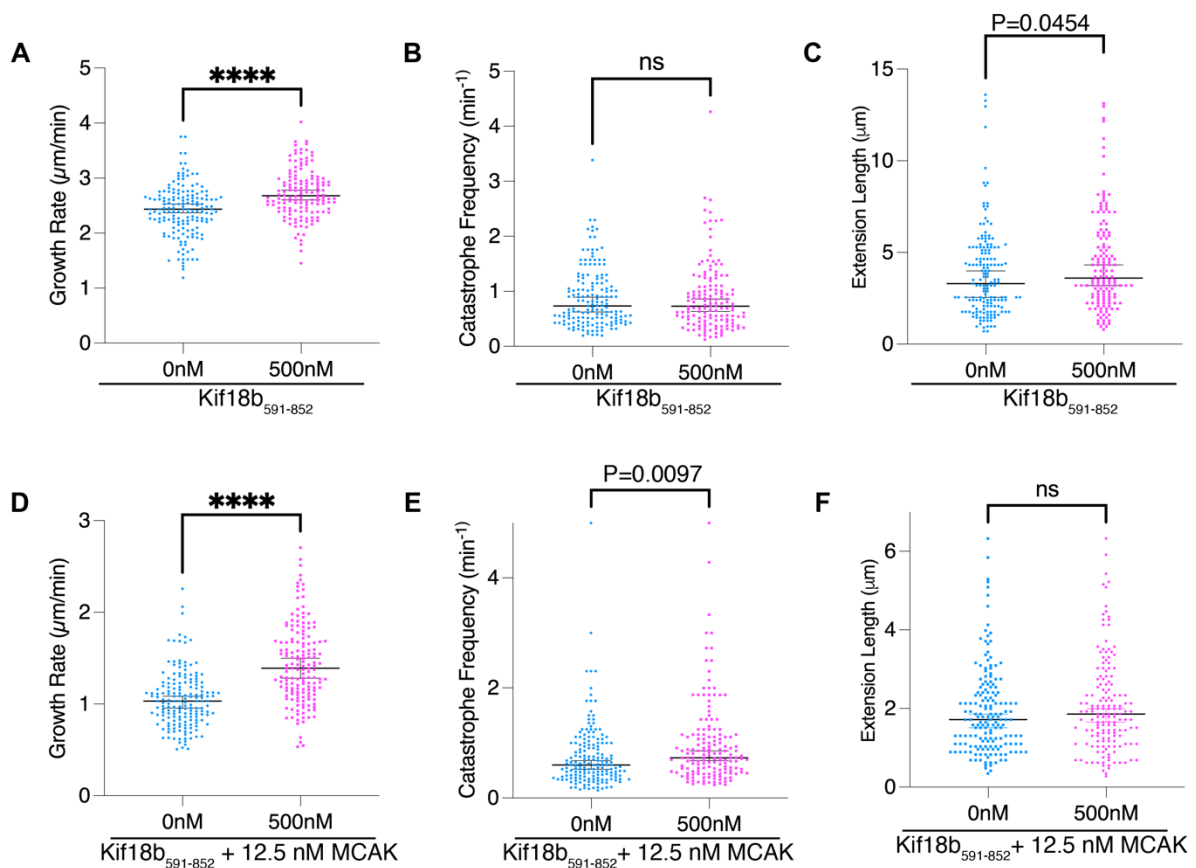 A
****
Growth Rate (µm/min)
5
4
3
2
1
0
0nM 500nM
Kif18b591-852
B
ns
Catastrophe Frequency (min-1)
5
4
3
2
1
0
0nM 500nM
Kif18b591-852
C
P=0.0454
Extension Length (µm)
15
10
5
0
0nM 500nM
Kif18b591-852
D
****
Growth Rate (µm/min)
3
2
1
0
0nM 500nM
Kif18b591-852 + 12.5 nM MCAK
E
P=0.0097
Catastrophe Frequency (min-1)
4
2
0
0nM 500nM
Kif18b591-852 + 12.5 nM MCAK
F
ns
Extension Length (µm)
6
4
2
0
0nM 500nM
Kif18b591-852 + 12.5 nM MCAK